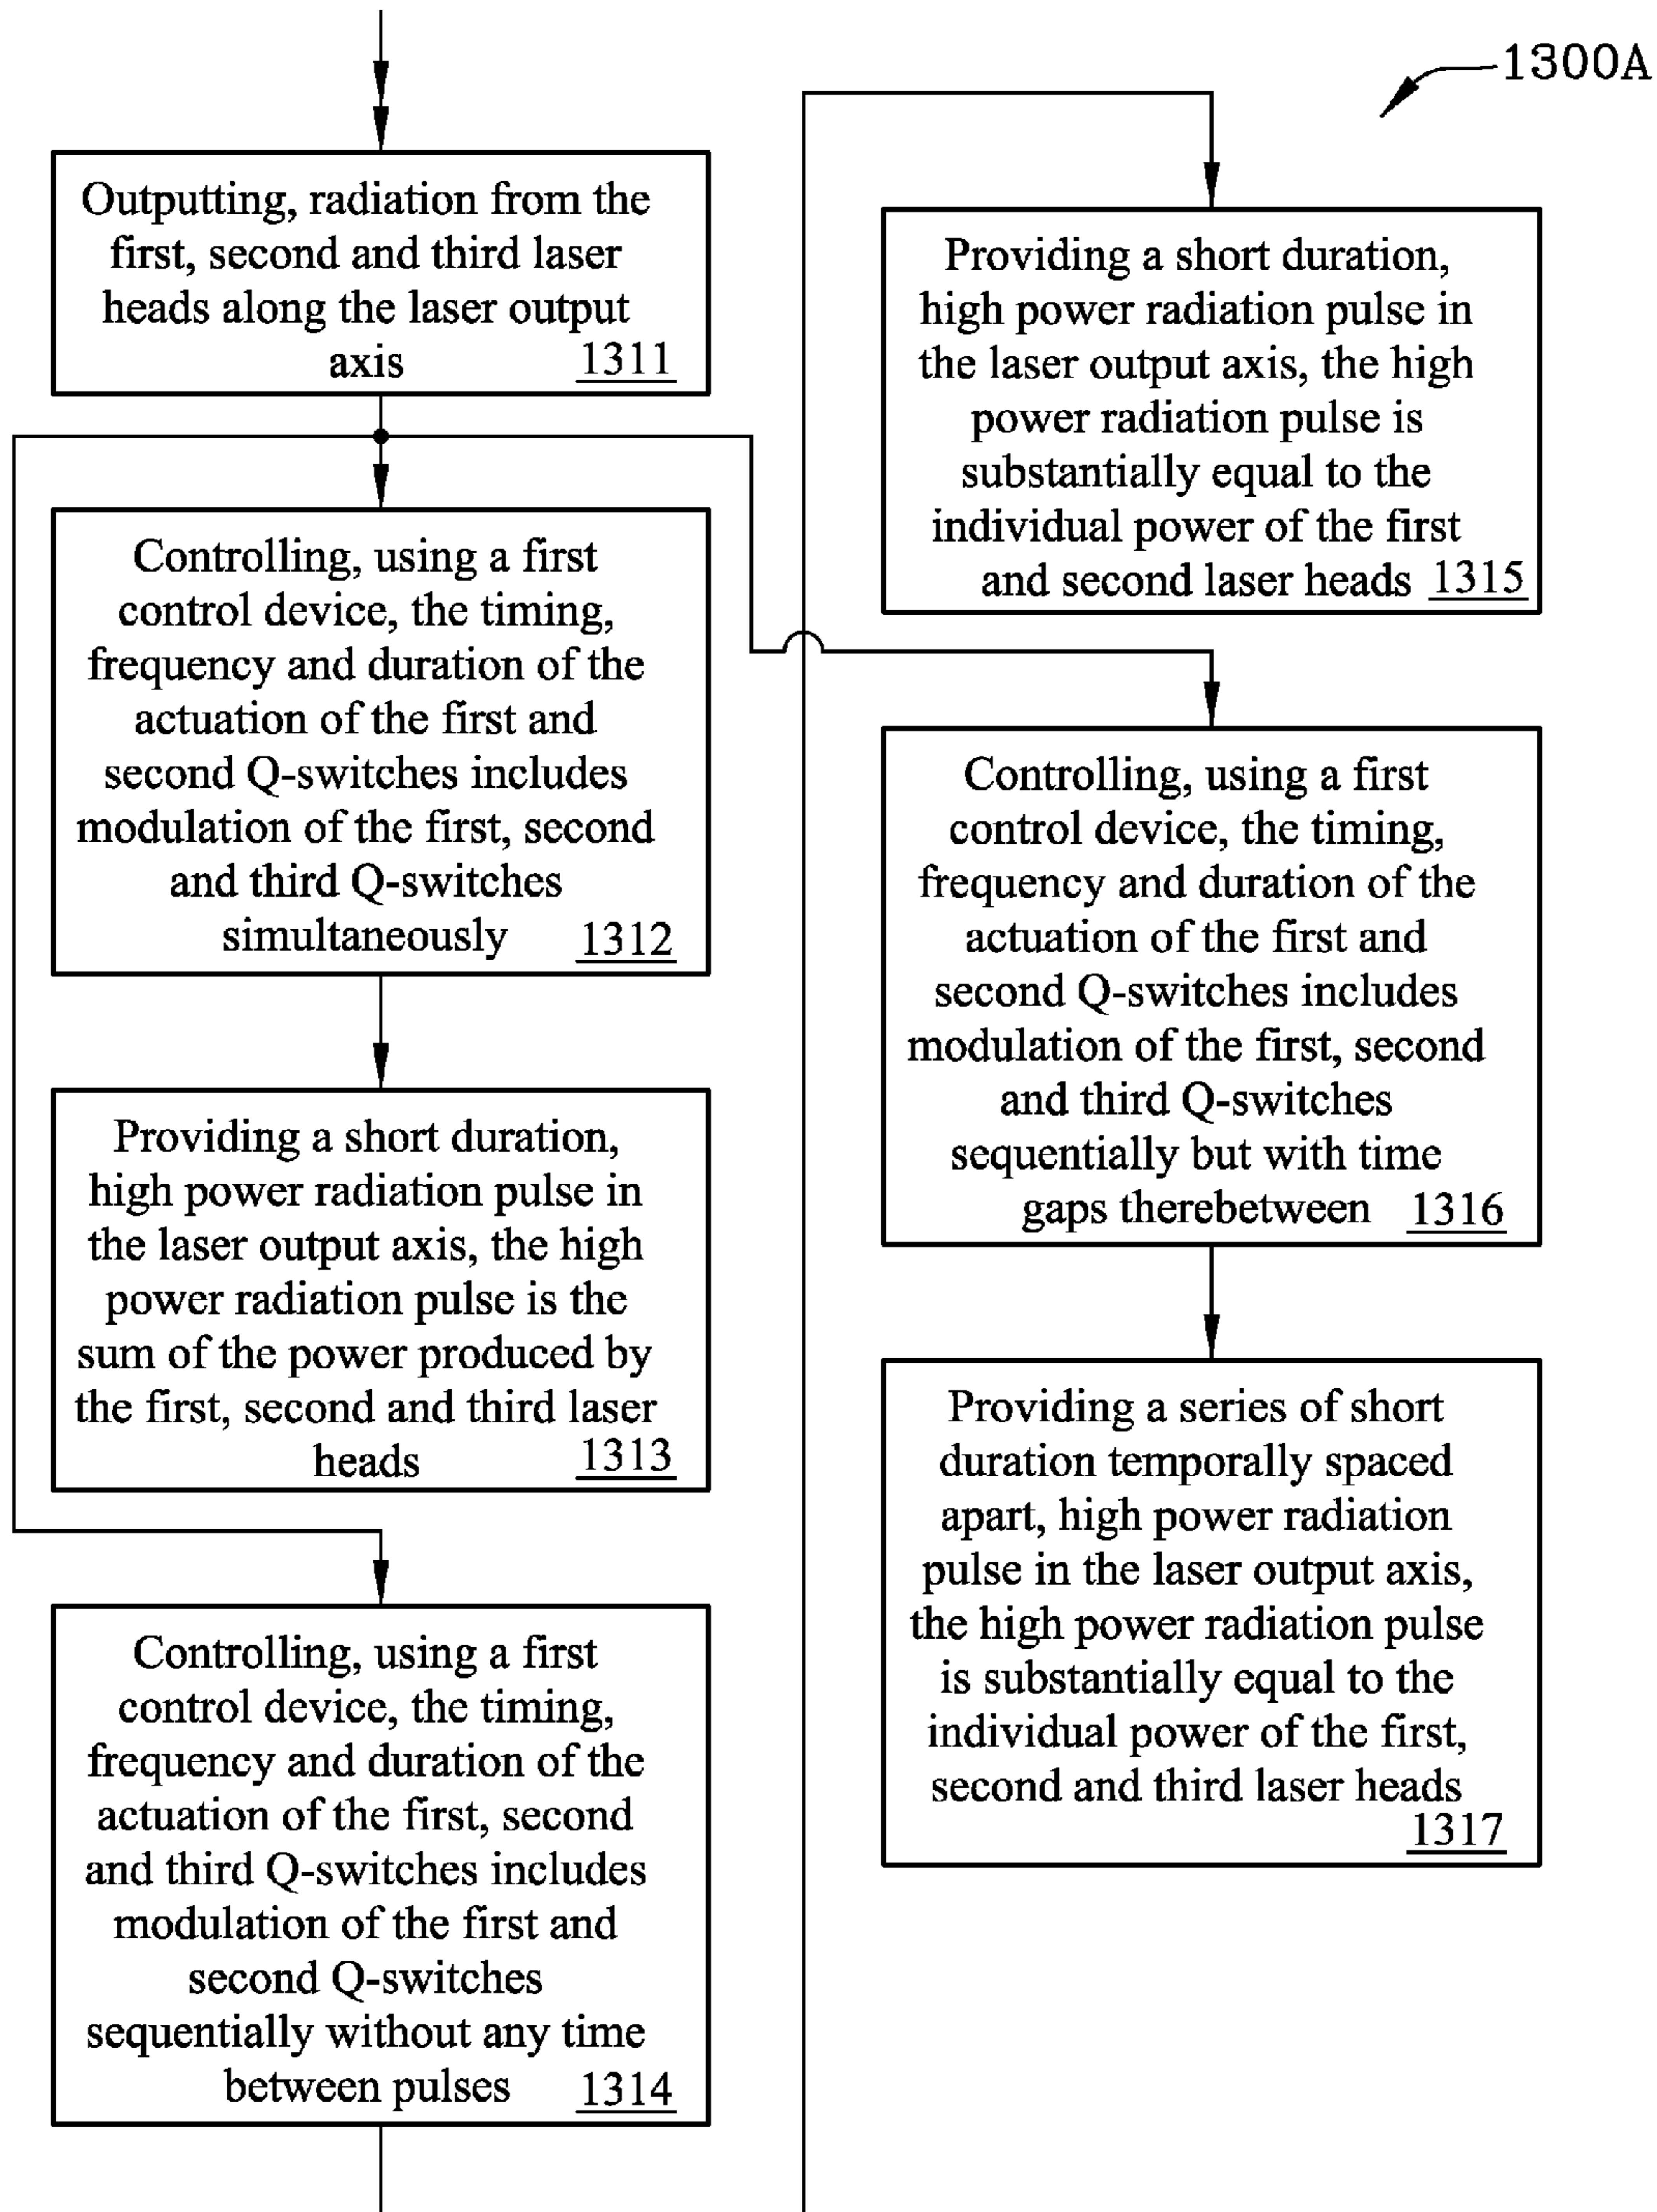 1300A
Outputting, radiation from the
first, second and third laser
heads along the laser output
axis 1311
Controlling, using a first
control device, the timing,
frequency and duration of the
actuation of the first and
second Q-switches includes
modulation of the first, second
and third Q-switches
simultaneously 1312
Providing a short duration,
high power radiation pulse in
the laser output axis, the high
power radiation pulse is the
sum of the power produced by
the first, second and third laser
heads 1313
Controlling, using a first
control device, the timing,
frequency and duration of the
actuation of the first, second
and third Q-switches includes
modulation of the first and
second Q-switches
sequentially without any time
between pulses 1314
Providing a short duration,
high power radiation pulse in
the laser output axis, the high
power radiation pulse is
substantially equal to the
individual power of the first
and second laser heads 1315
Controlling, using a first
control device, the timing,
frequency and duration of the
actuation of the first and
second Q-switches includes
modulation of the first, second
and third Q-switches
sequentially but with time
gaps therebetween 1316
Providing a series of short
duration temporally spaced
apart, high power radiation
pulse in the laser output axis,
the high power radiation pulse
is substantially equal to the
individual power of the first,
second and third laser heads
1317